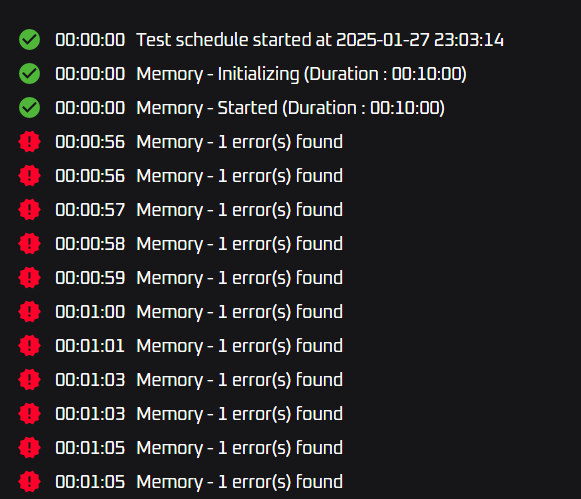 00:00:00 Test schedule started at 2025-01-27 23:03:14
00:00:00 Memory - Initializing (Duration : 00:10:00)
00:00:00 Memory - Started (Duration : 00:10:00)
00:00:56 Memory - 1 error(s) found
00:00:56 Memory - 1 error(s) found
00:00:57 Memory - 1 error(s) found
00:00:58 Memory - 1 error(s) found
00:00:59 Memory - 1 error(s) found
00:01:00 Memory - 1 error(s) found
00:01:01 Memory - 1 error(s) found
00:01:03 Memory - 1 error(s) found
00:01:03 Memory - 1 error(s) found
00:01:05 Memory - 1 error(s) found
00:01:05 Memory - 1 error(s) found